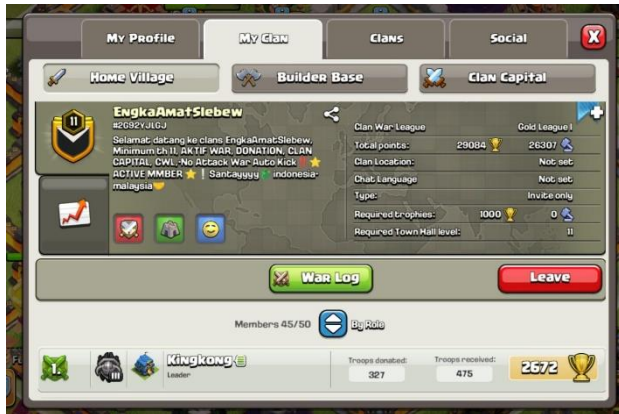 My Profile
My Clan
Clans
Social
X
Home Village
Builder Base
Clan Capital
11
EngkaAmatSlebew
#2G92YJLGJ
Selamat datang ke clans EngkaAmatSlebew,
Minimum th 11, AKTIF WAR, DONATION, CLAN
CAPITAL, CWL,-No Attack War Auto Kick
ACTIVE MMBER ⭐❗Santayyyy indonesia-
malaysia
Clan War League Gold League I
Total points: 29084 26307
Clan Location: Not set
Chat Language Not set
Type: Invite only
Required trophies: 1000 0
Required Town Hall level: 11
War Log
Leave
Members 45/50
By Role
1.
III
Kingkong
Leader
Troops donated:
327
Troops received:
475
2672